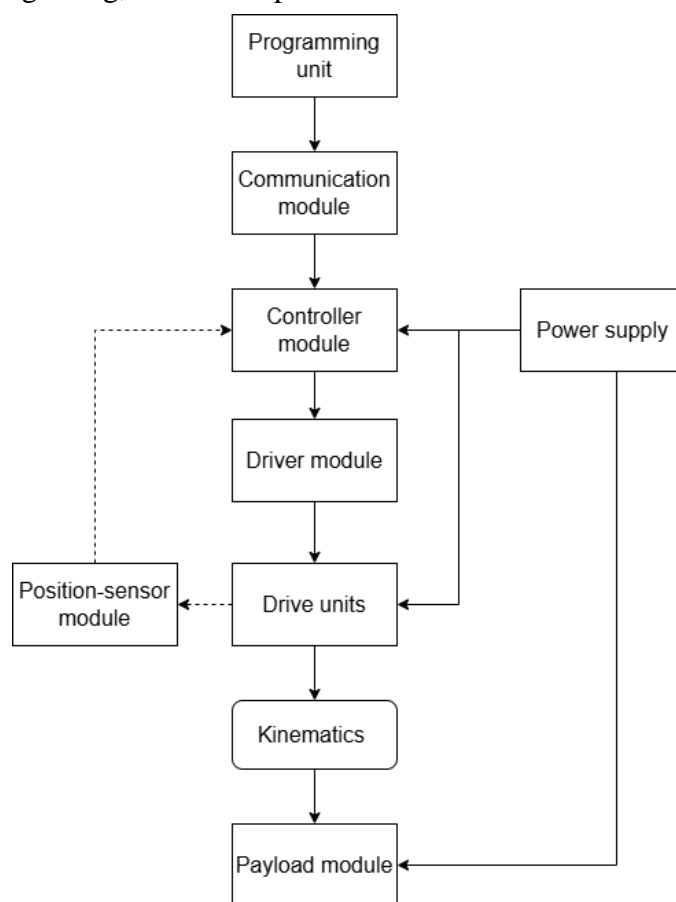 Programming
unit
Communication
module
Controller
module
Power supply
Driver module
Position-sensor
module
Drive units
Kinematics
Payload module